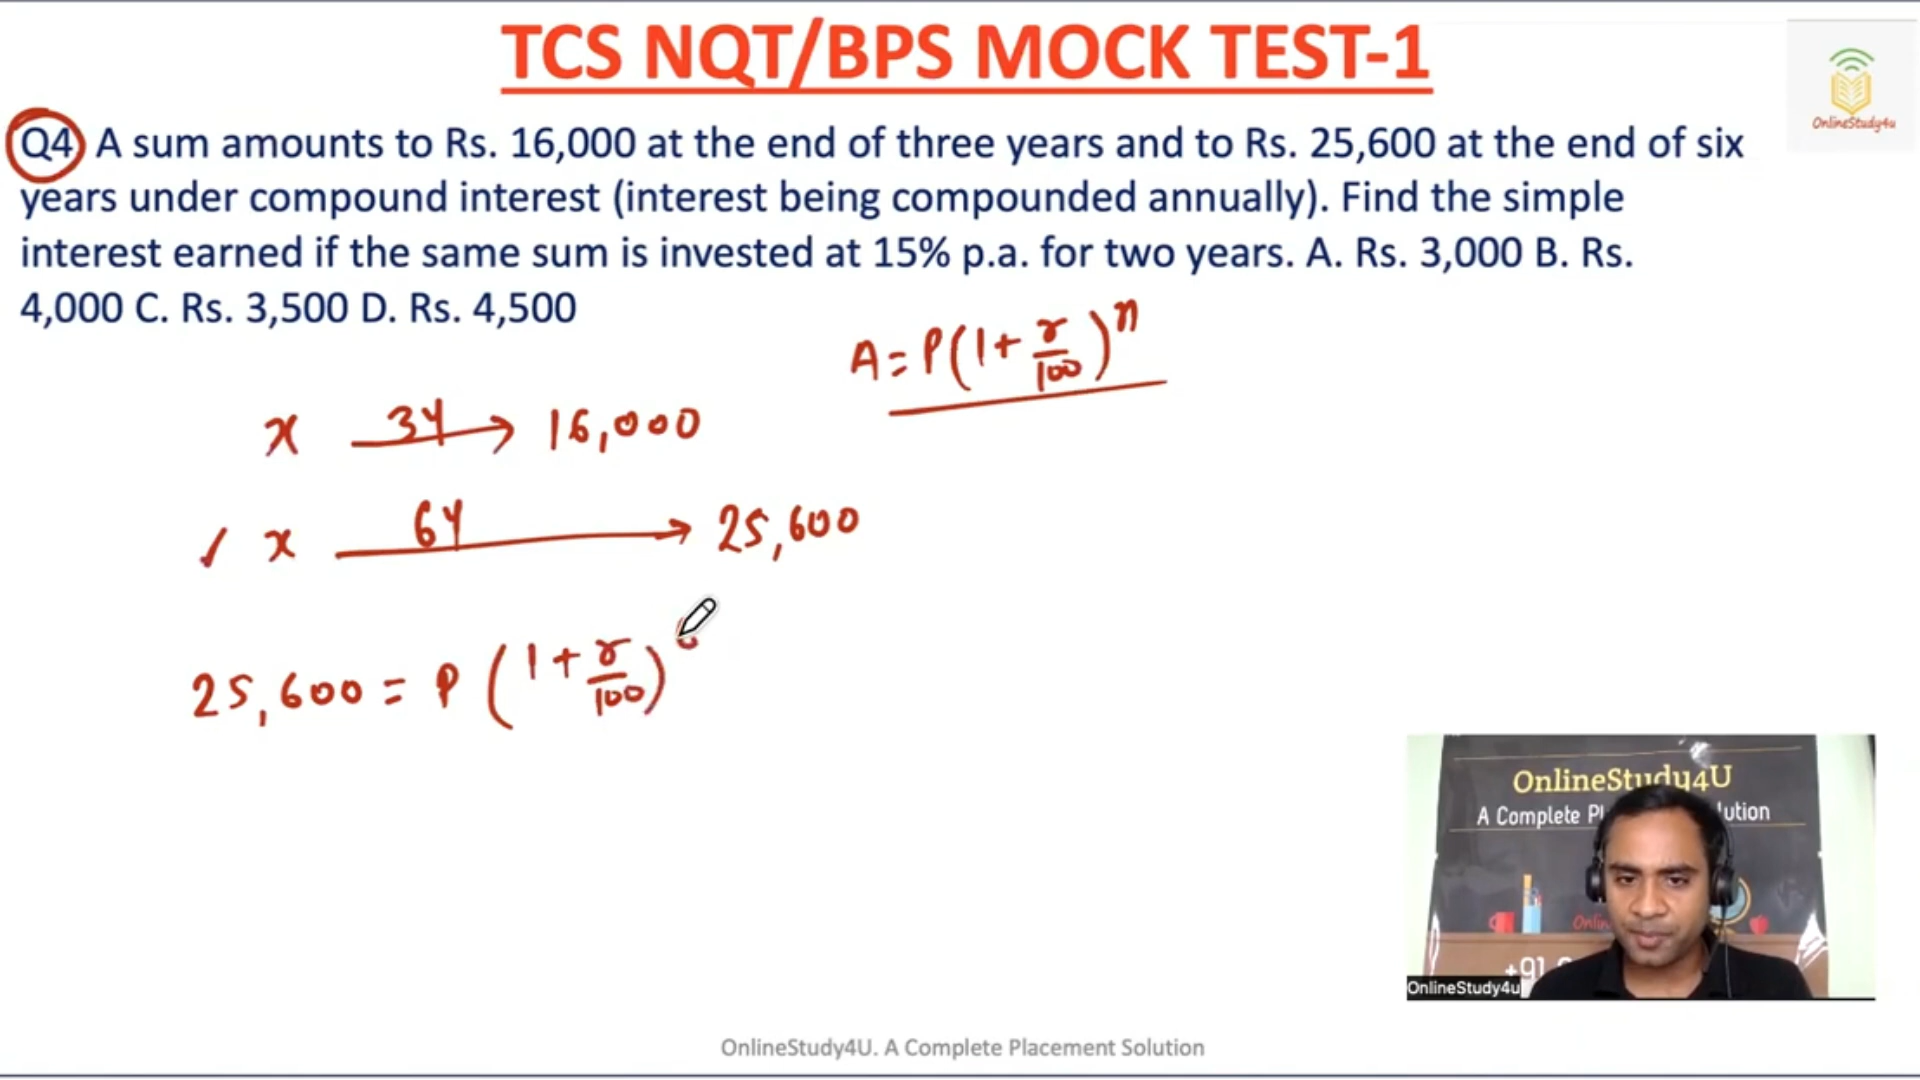 TCS NQT/BPS MOCK TEST-1
OnlineStudy4u
Q4 A sum amounts to Rs. 16,000 at the end of three years and to Rs. 25,600 at the end of six
years under compound interest (interest being compounded annually). Find the simple
interest earned if the same sum is invested at 15% p.a. for two years. A. Rs. 3,000 B. Rs.
4,000 C. Rs. 3,500 D. Rs. 4,500
A = P(1 + r/100)^n
x 3y → 16,000
✓ x 6y → 25,600
25,600 = P (1 + r/100)
OnlineStudy4U
A Complete
+91
OnlineStudy4u
OnlineStudy4U. A Complete Placement Solution